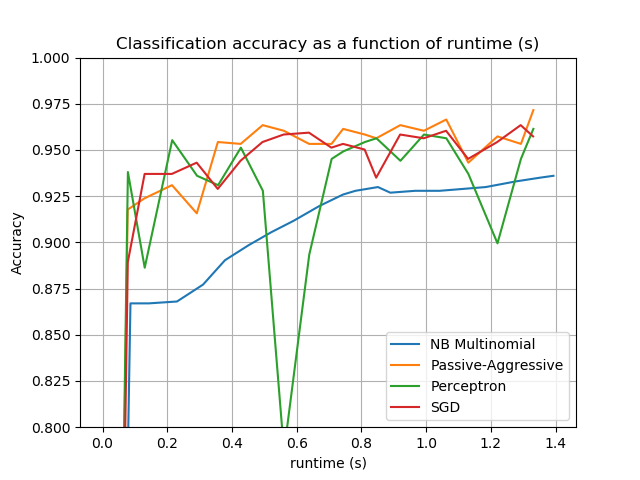 Classification accuracy as a function of runtime (s)
1.000
0.975
0.950
0.925
0.900
0.875
0.850
0.825
0.800
Accuracy
NB Multinomial
Passive-Aggressive
Perceptron
SGD
0.0 0.2 0.4 0.6 0.8 1.0 1.2 1.4
runtime (s)